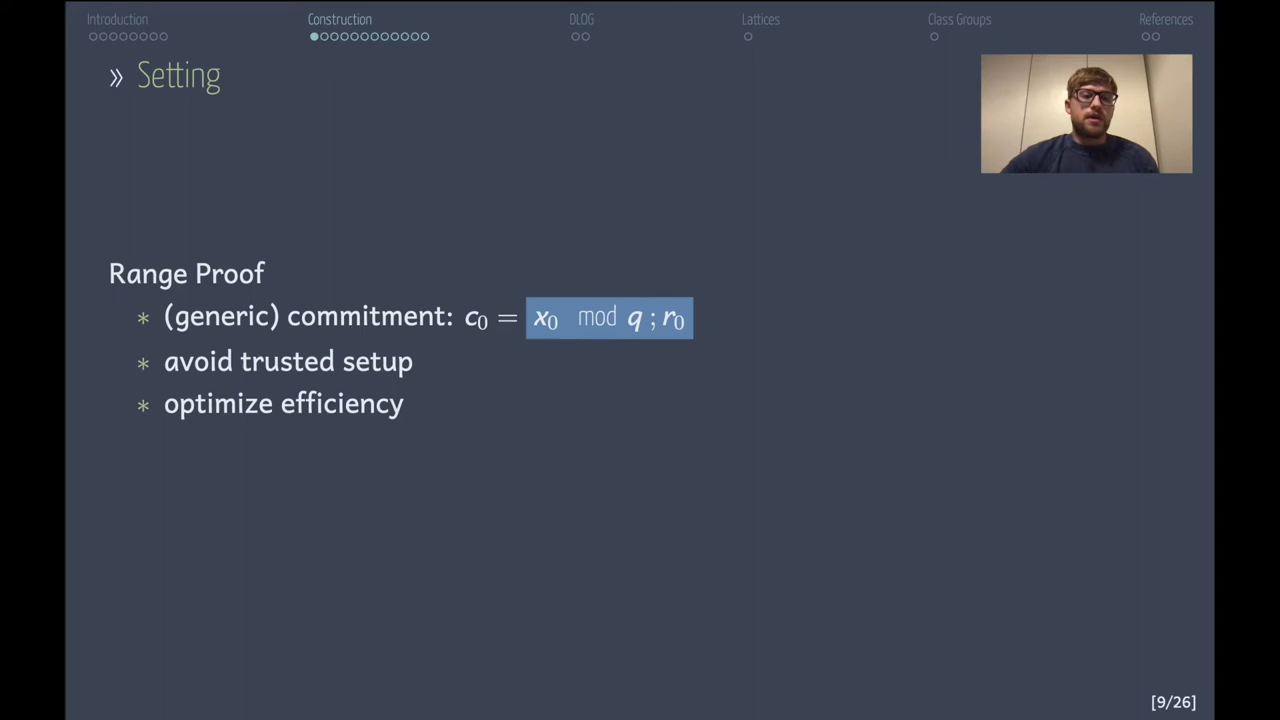 Introduction Construction DLOG Lattices Class Groups References
» Setting
Range Proof
* (generic) commitment: c₀ = x₀ mod q ; r₀
* avoid trusted setup
* optimize efficiency
[9/26]